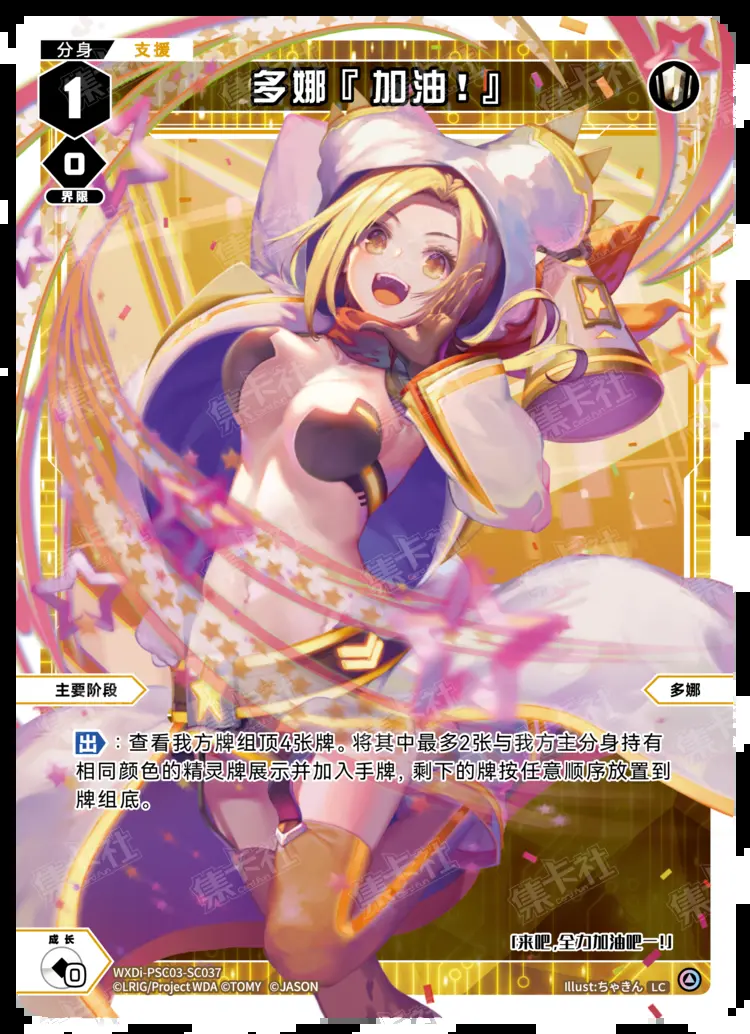 分身 支援
1
多娜『加油！』
0
界限
主要阶段
多娜
出：查看我方牌组顶4张牌。将其中最多2张与我方主分身持有
相同颜色的精灵牌展示并加入手牌，剩下的牌按任意顺序放置到
牌组底。
「来吧,全力加油吧—!」
成长
0
WXDi-PSC03-SC037
©LRIG/Project WDA ©TOMY ©JASON
Illust:ちゃきん LC
集卡社